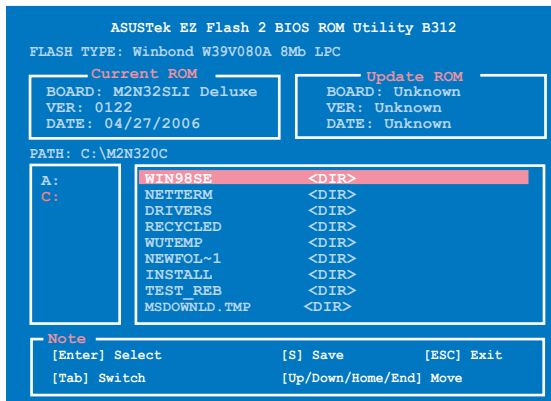 ASUSTek EZ Flash 2 BIOS ROM Utility B312
FLASH TYPE: Winbond W39V080A 8Mb LPC
Current ROM
BOARD: M2N32SLI Deluxe
VER: 0122
DATE: 04/27/2006
Update ROM
BOARD: Unknown
VER: Unknown
DATE: Unknown
PATH: C:\M2N320C
A:
C:
WIN98SE <DIR>
NETTERM <DIR>
DRIVERS <DIR>
RECYCLED <DIR>
WUTEMP <DIR>
NEWFOL~1 <DIR>
INSTALL <DIR>
TEST_REB <DIR>
MSDOWNLD.TMP <DIR>
Note
[Enter] Select [S] Save [ESC] Exit
[Tab] Switch [Up/Down/Home/End] Move